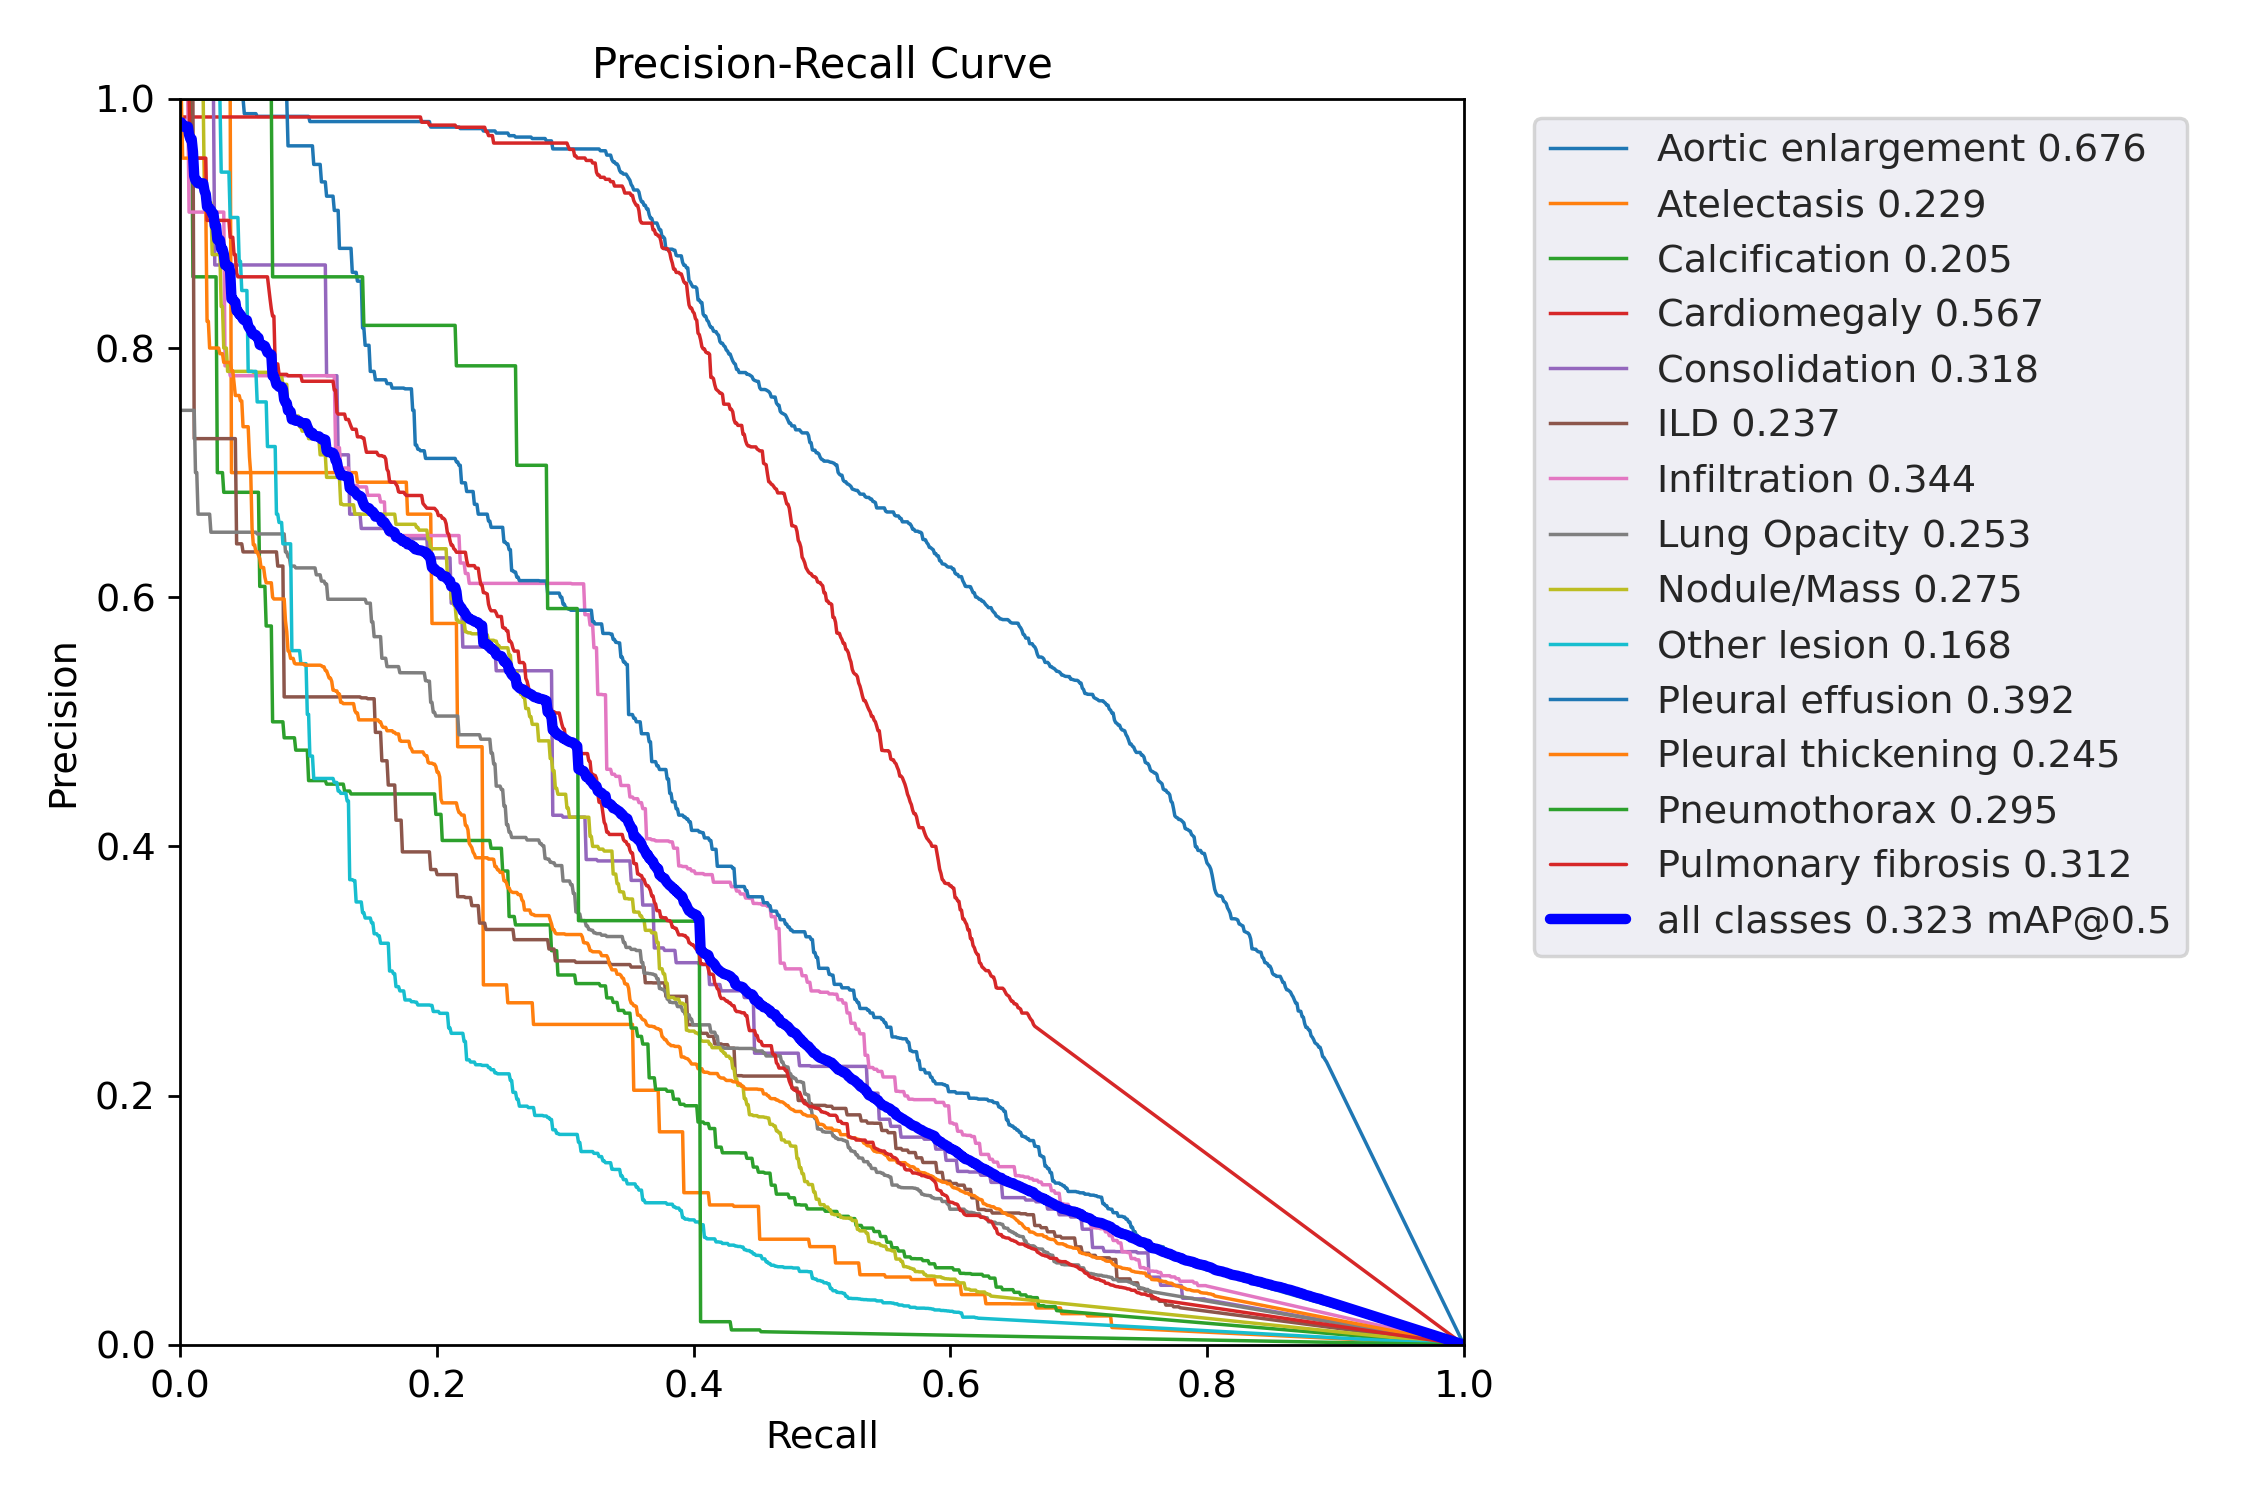 Precision-Recall Curve
1.0
0.8
0.6
0.4
0.2
0.0
Precision
0.0 0.2 0.4 0.6 0.8 1.0
Recall
Aortic enlargement 0.676
Atelectasis 0.229
Calcification 0.205
Cardiomegaly 0.567
Consolidation 0.318
ILD 0.237
Infiltration 0.344
Lung Opacity 0.253
Nodule/Mass 0.275
Other lesion 0.168
Pleural effusion 0.392
Pleural thickening 0.245
Pneumothorax 0.295
Pulmonary fibrosis 0.312
all classes 0.323 mAP@0.5